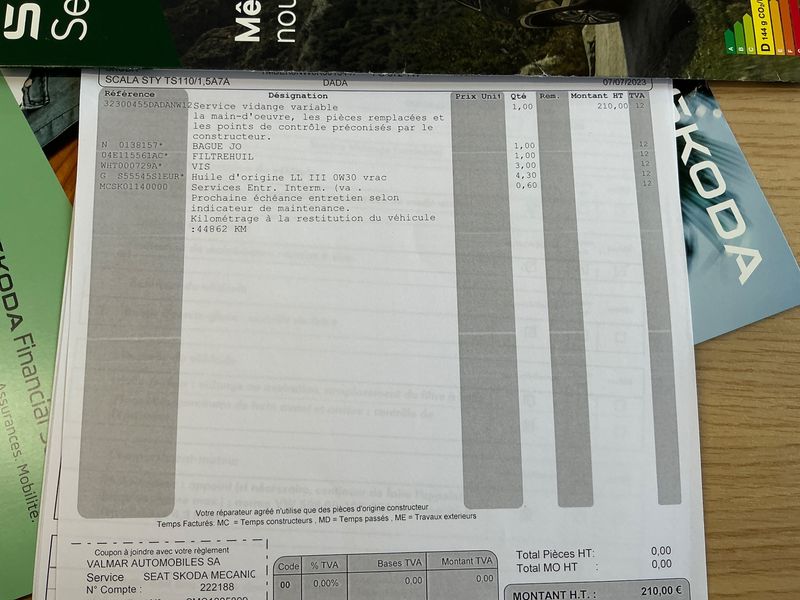 5
Se
Mê
nou
D 144 g CO₂/
SCALA STY TS110/1,5A7A
DADA
07/07/2023
Référence Désignation Prix Unit Qté Rem. Montant HT TVA
32300455DADANW12 Service vidange variable 1,00 210,00 12
la main-d'oeuvre, les pièces remplacées et
les points de contrôle préconisés par le
constructeur.
N 0138157* BAGUE JO 1,00 12
04E115561AC* FILTREHUIL 1,00 12
WHT000729A* VIS 3,00 12
G S55545S1EUR* Huile d'origine LL III 0W30 vrac 4,30 12
MCSK01140000 Services Entr. Interm. (va . 0,60 12
Prochaine échéance entretien selon
indicateur de maintenance.
Kilométrage à la restitution du véhicule
:44862 KM
ŠKODA
ŠKODA Financial S
Assurances. Mobilité.
Votre réparateur agréé n'utilise que des pièces d'origine constructeur
Temps Facturés. MC = Temps constructeurs , MD = Temps passés , ME = Travaux exterieurs
Coupon à joindre avec votre règlement
VALMAR AUTOMOBILES SA
Service SEAT SKODA MECANIC
N° Compte : 222188
Code % TVA Bases TVA Montant TVA
00 0.00% 0.00 0.00
Total Pièces HT: 0,00
Total MO HT : 0,00
MONTANT H.T. : 210,00 €